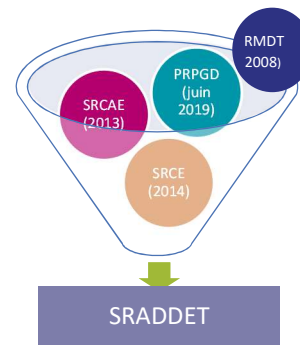 RMDT
2008)
PRPGD
(juin
2019)
SRCAE
(2013)
SRCE
(2014)
SRADDET